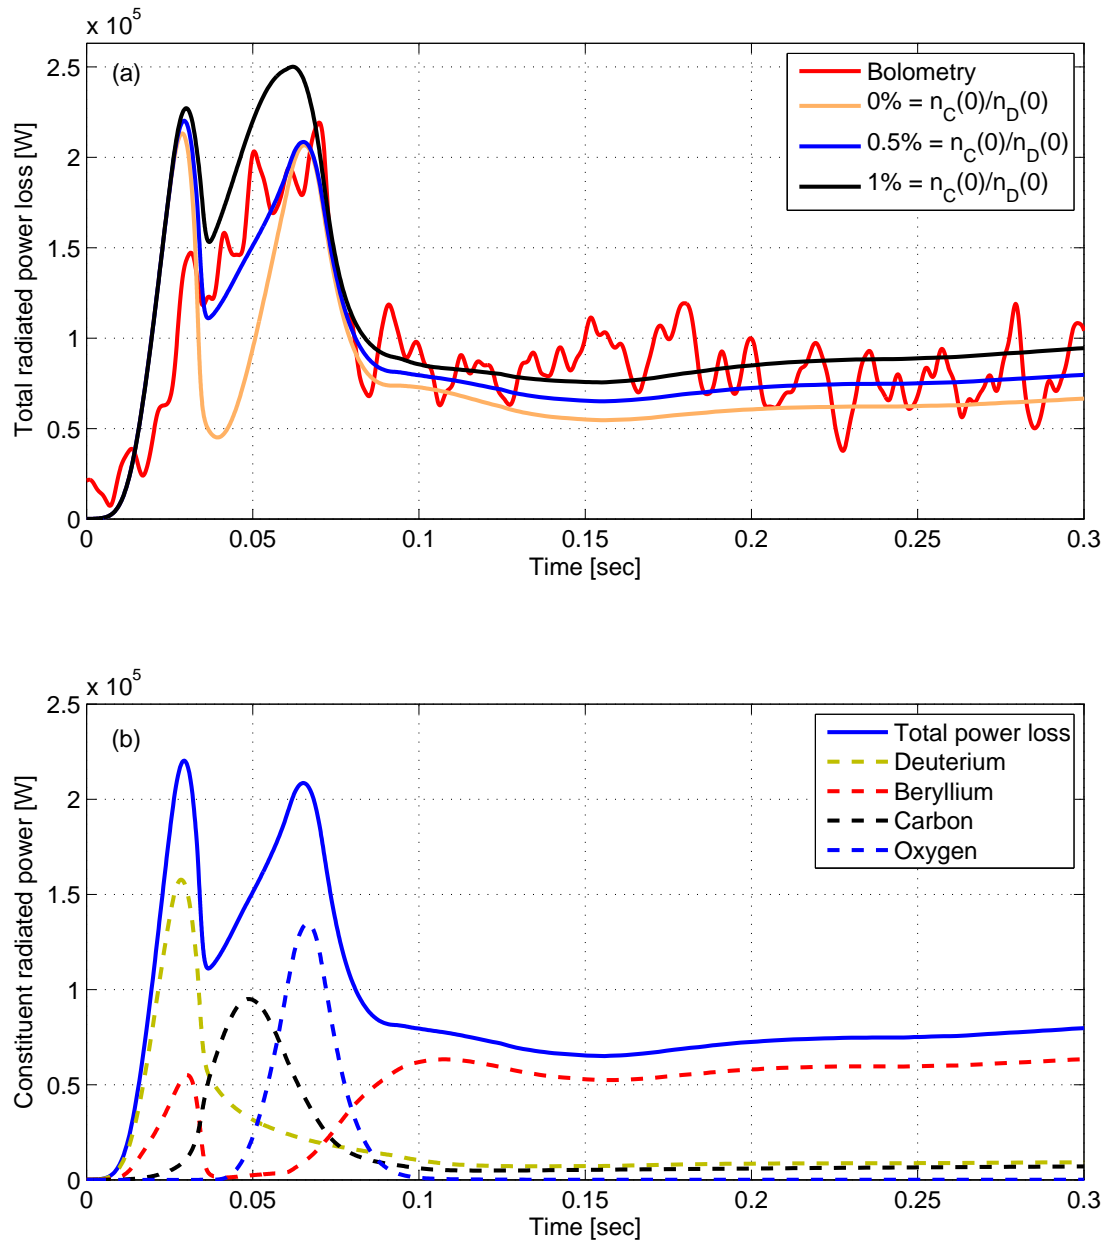 x 10^5
(a)
2.5
2
1.5
1
0.5
0
Total radiated power loss [W]
Bolometry
0% = n_C(0)/n_D(0)
0.5% = n_C(0)/n_D(0)
1% = n_C(0)/n_D(0)
0 0.05 0.1 0.15 0.2 0.25 0.3
Time [sec]
x 10^5
(b)
2.5
2
1.5
1
0.5
0
Constituent radiated power [W]
Total power loss
Deuterium
Beryllium
Carbon
Oxygen
0 0.05 0.1 0.15 0.2 0.25 0.3
Time [sec]